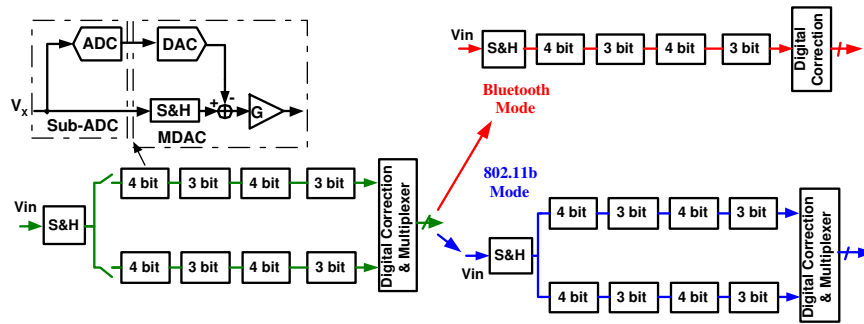 ADC
DAC
S&H
+
-
G
Vx
Sub-ADC
MDAC
Vin
S&H
4 bit
3 bit
4 bit
3 bit
4 bit
3 bit
4 bit
3 bit
Digital Correction
& Multiplexer
Vin
S&H
4 bit
3 bit
4 bit
3 bit
Digital
Correction
Bluetooth
Mode
802.11b
Mode
Vin
S&H
4 bit
3 bit
4 bit
3 bit
4 bit
3 bit
4 bit
3 bit
Digital Correction
& Multiplexer